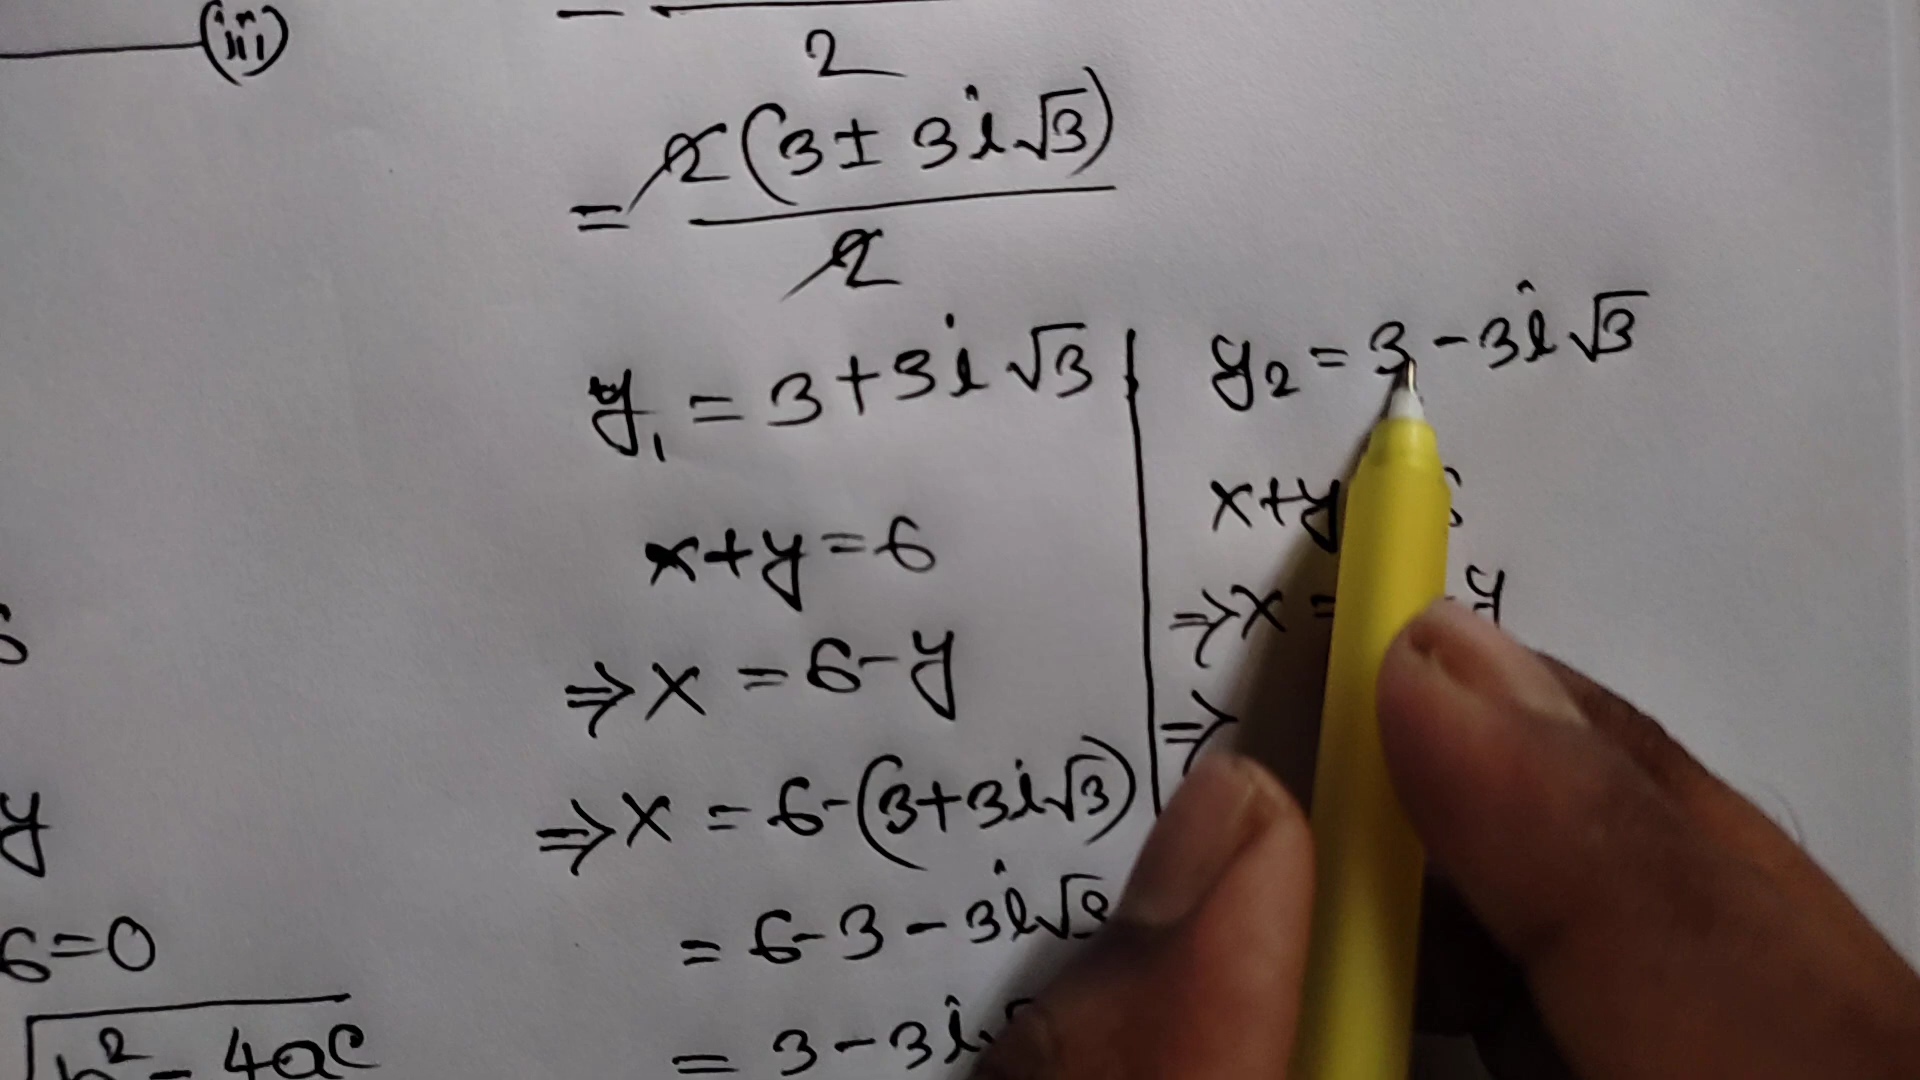 (iii)
2
= 2(3 ± 3i√3)
2
y₁ = 3 + 3i√3
x + y = 6
⇒ x = 6 - y
⇒ x = 6 - (3 + 3i√3)
= 6 - 3 - 3i√3
= 3 - 3i
y₂ = 3 - 3i√3
x + y
⇒ x = y
⇒
y
6 = 0
√b² - 4ac